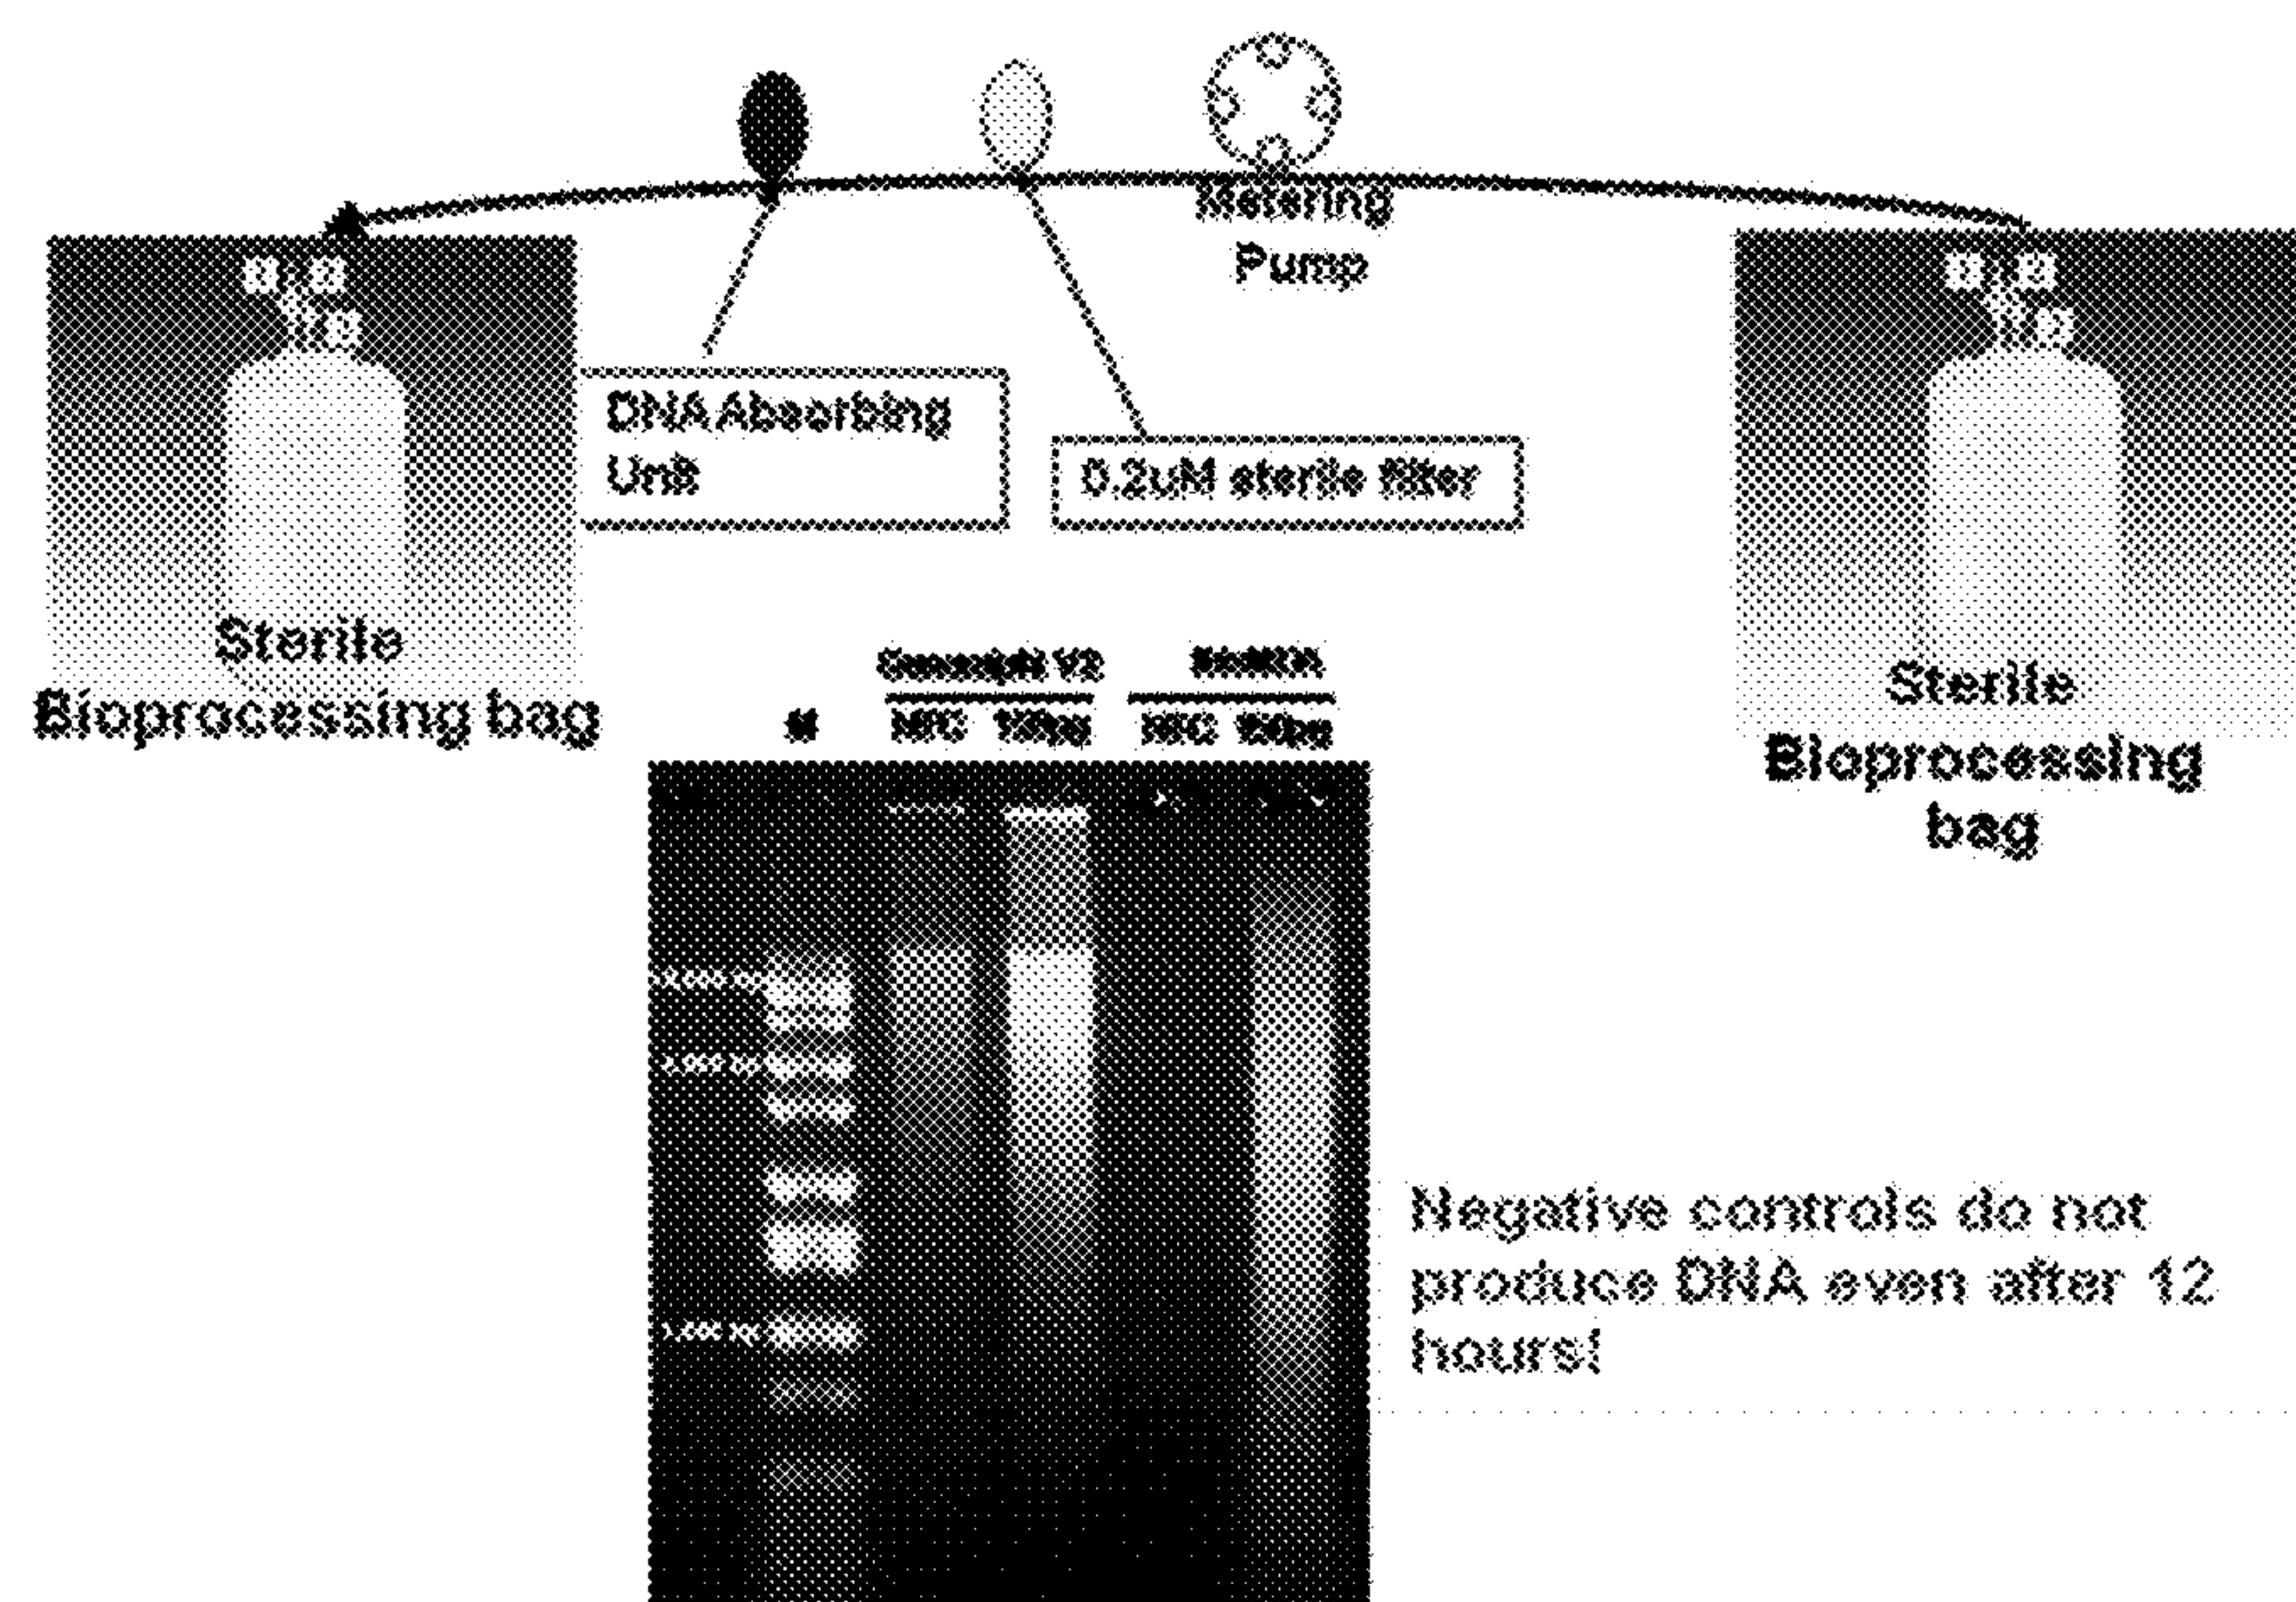 Metering
Pump
DNA Absorbing
Unit
0.2uM sterile filter
Sterile
Bioprocessing bag
Sterile
Bioprocessing
bag
V2
M
NTC
NTC
Negative controls do not
produce DNA even after 12
hours!